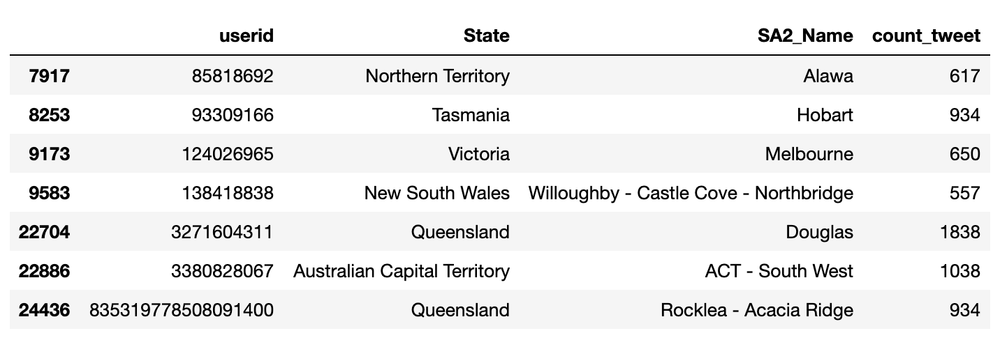 userid State SA2_Name count_tweet
7917 85818692 Northern Territory Alawa 617
8253 93309166 Tasmania Hobart 934
9173 124026965 Victoria Melbourne 650
9583 138418838 New South Wales Willoughby - Castle Cove - Northbridge 557
22704 3271604311 Queensland Douglas 1838
22886 3380828067 Australian Capital Territory ACT - South West 1038
24436 835319778508091400 Queensland Rocklea - Acacia Ridge 934